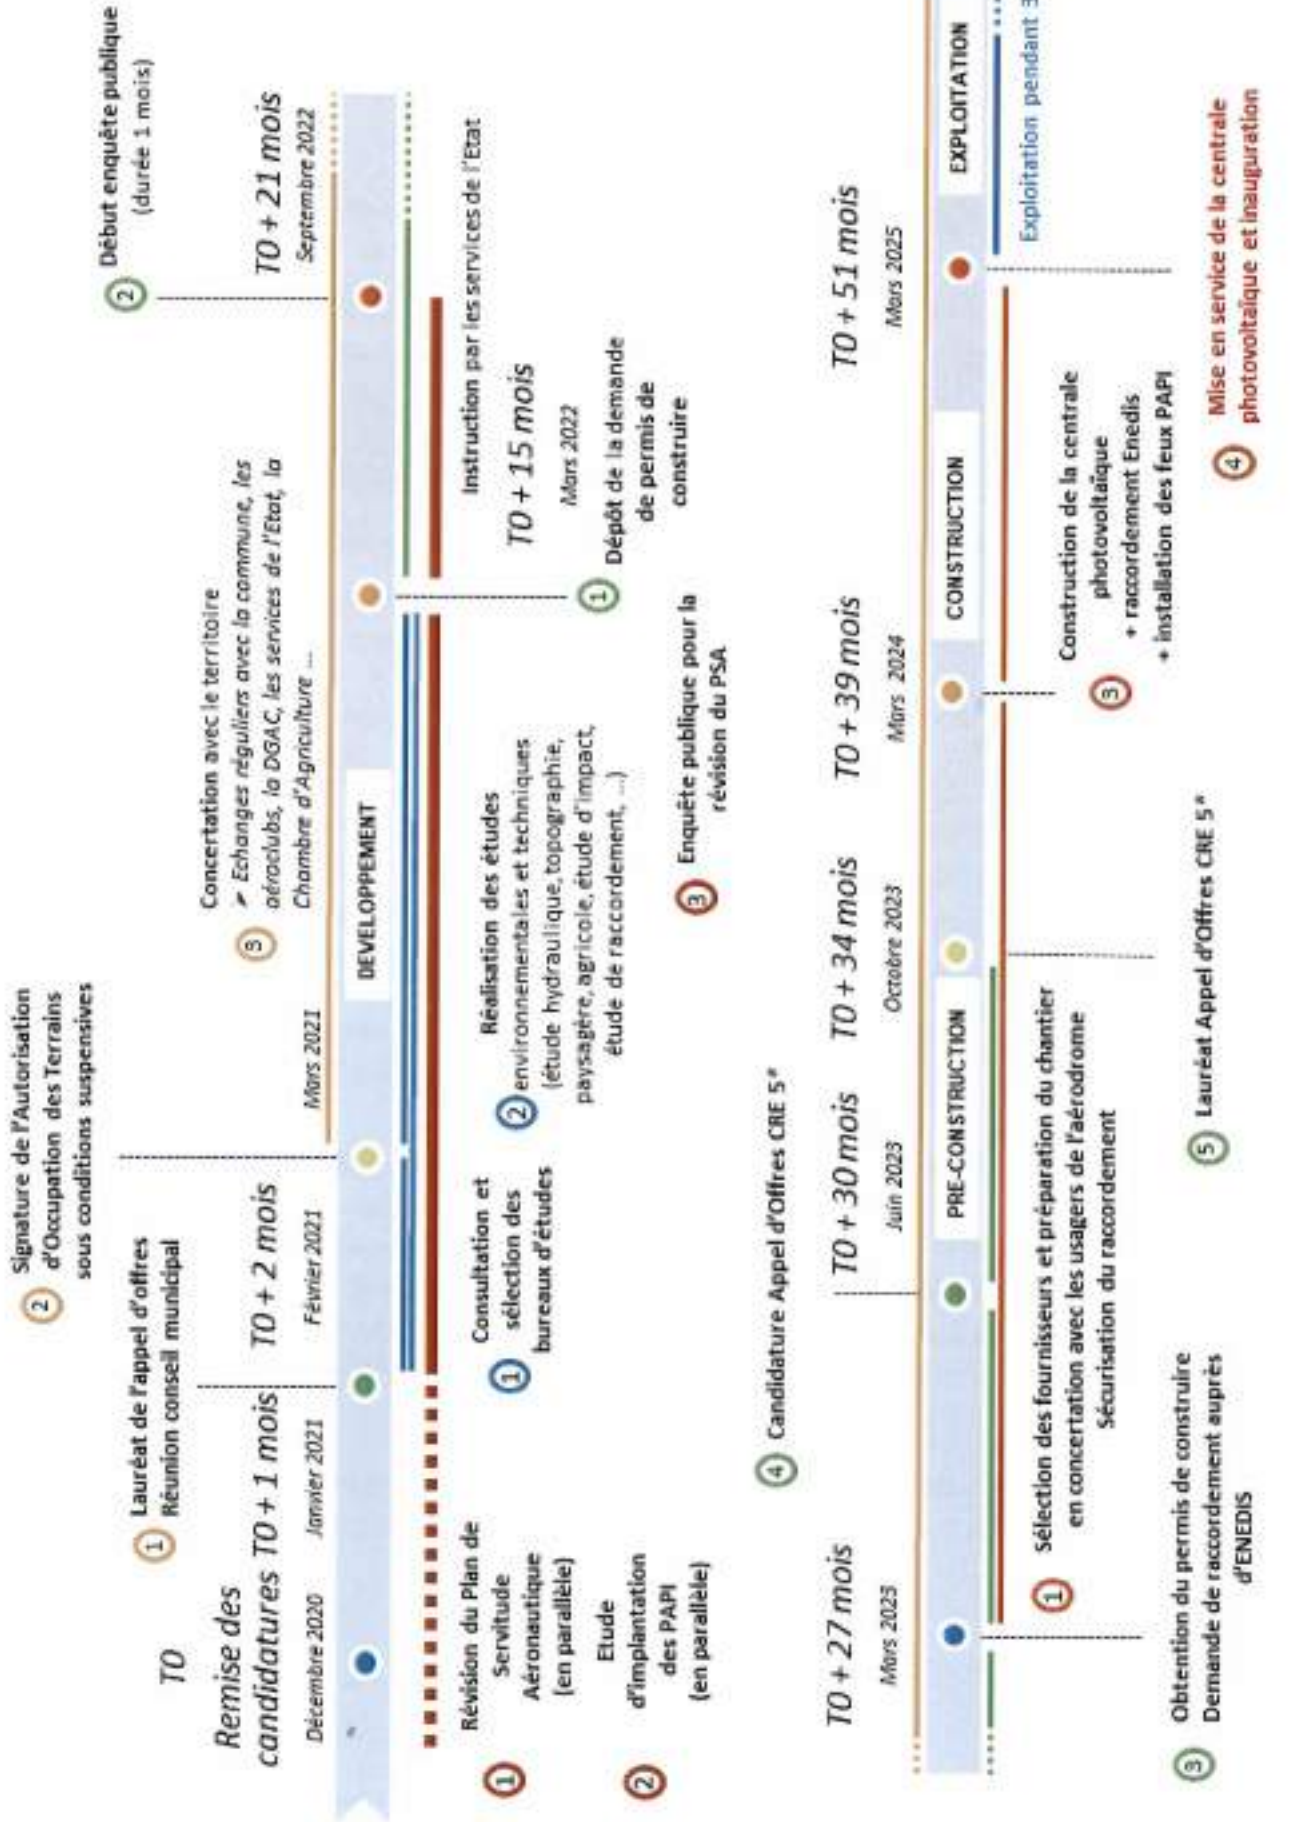 2 Signature de l'Autorisation
d'Occupation des Terrains
sous conditions suspensives
1 Lauréat de l'appel d'offres
Réunion conseil municipal
2 Début enquête publique
(durée 1 mois)
Concertation avec le territoire
3 ➢ Echanges réguliers avec la commune, les
aéroclubs, la DGAC, les services de l'Etat, la
Chambre d'Agriculture ...
T0
Remise des
candidatures
Décembre 2020
T0 + 1 mois
Janvier 2021
T0 + 2 mois
Février 2021
Mars 2021
T0 + 21 mois
Septembre 2022
DEVELOPPEMENT
1 Révision du Plan de
Servitude
Aéronautique
(en parallèle)
2 Etude
d'implantation
des PAPI
(en parallèle)
1 Consultation et
sélection des
bureaux d'études
Réalisation des études
2 environnementales et techniques
(étude hydraulique, topographie,
paysagère, agricole, étude d'impact,
étude de raccordement, ...)
3 Enquête publique pour la
révision du PSA
Instruction par les services de l'Etat
T0 + 15 mois
Mars 2022
1 Dépôt de la demande
de permis de
construire
4 Candidature Appel d'Offres CRE 5*
T0 + 27 mois
Mars 2023
T0 + 30 mois
Juin 2023
T0 + 34 mois
Octobre 2023
T0 + 39 mois
Mars 2024
T0 + 51 mois
Mars 2025
PRE-CONSTRUCTION
CONSTRUCTION
EXPLOITATION
Exploitation pendant 3
1 Sélection des fournisseurs et préparation du chantier
en concertation avec les usagers de l'aérodrome
Sécurisation du raccordement
3 Obtention du permis de construire
Demande de raccordement auprès
d'ENEDIS
5 Lauréat Appel d'Offres CRE 5*
3 Construction de la centrale
photovoltaïque
+ raccordement Enedis
+ installation des feux PAPI
4 Mise en service de la centrale
photovoltaïque et inauguration